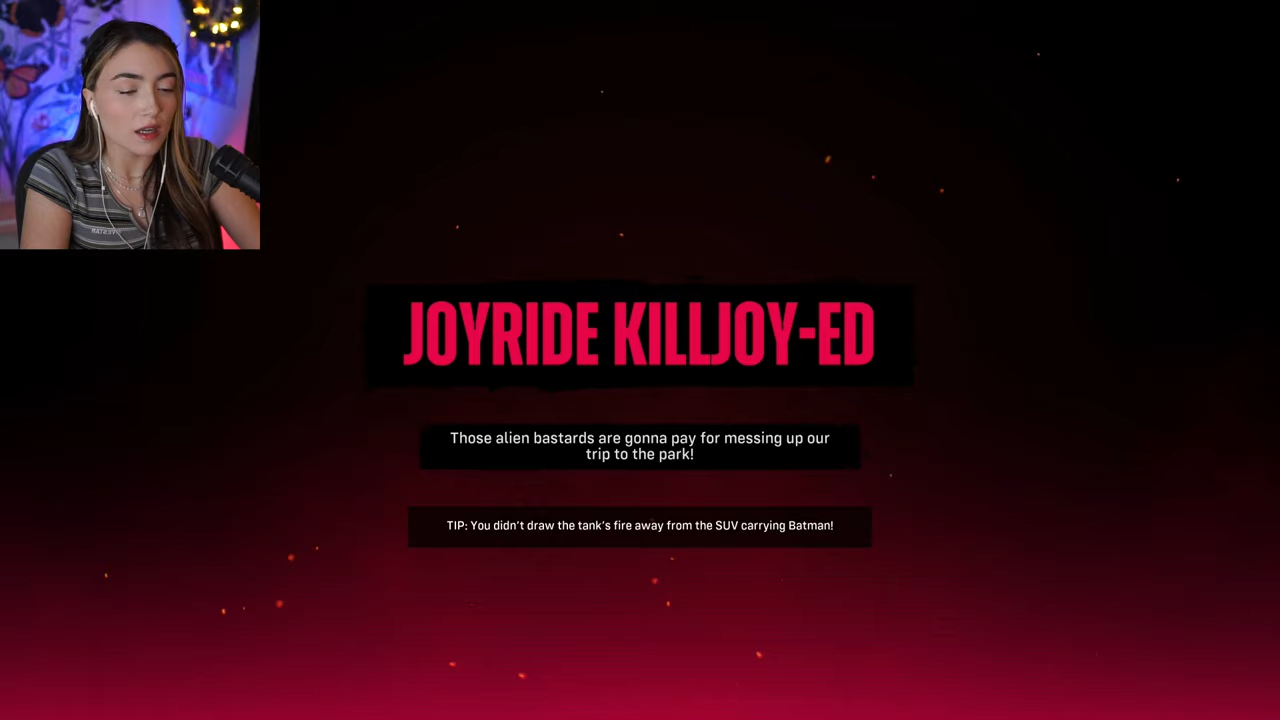 JOYRIDE KILLJOY-ED
Those alien bastards are gonna pay for messing up our
trip to the park!
TIP: You didn't draw the tank's fire away from the SUV carrying Batman!